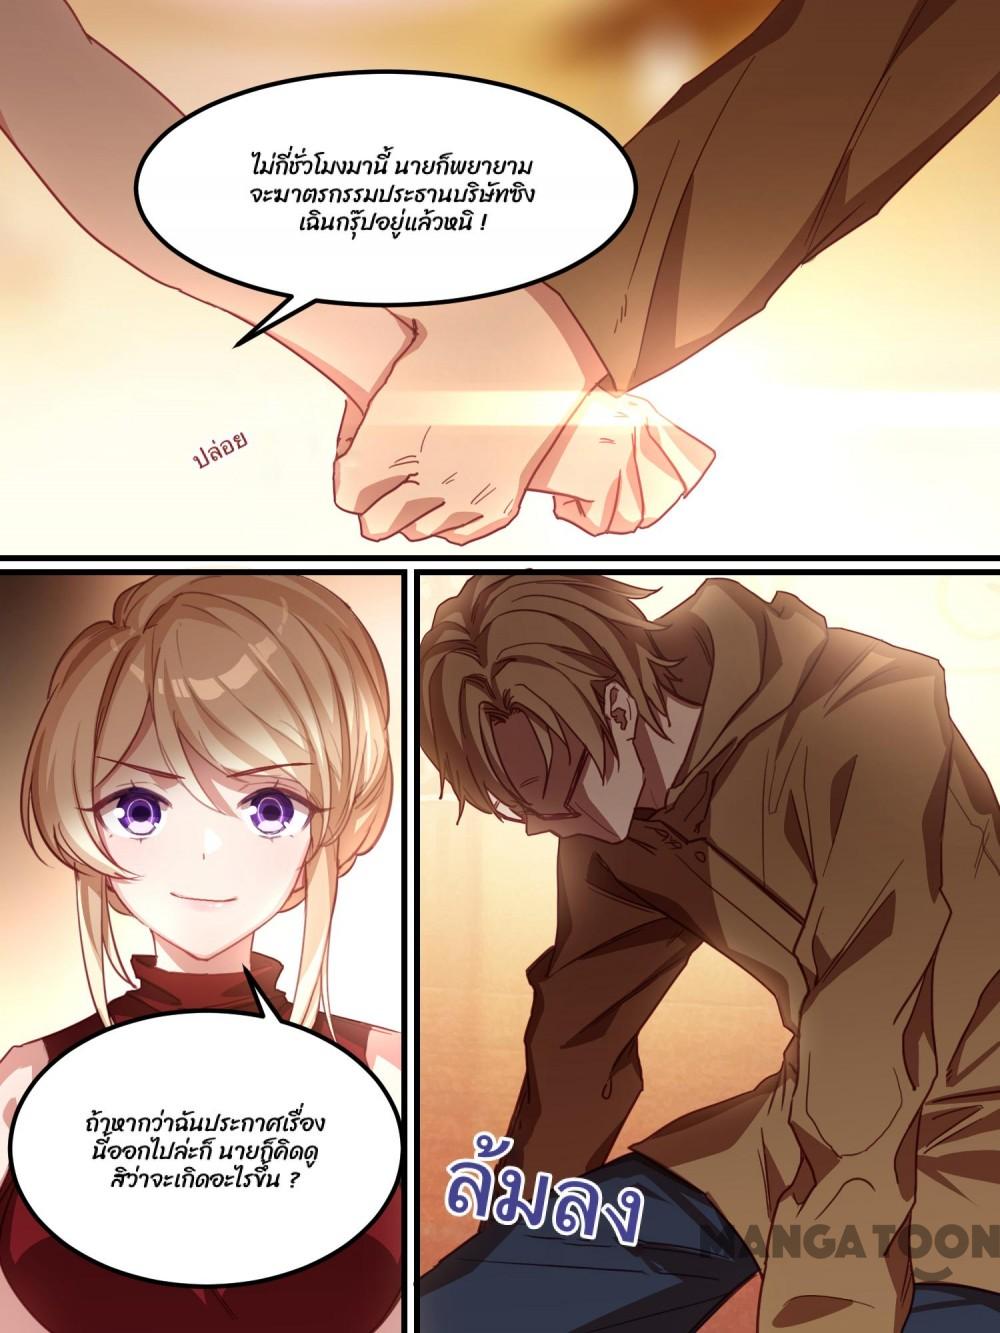 ไม่กี่ชั่วโมงมานี้ นายก็พยายาม
จะฆาตรกรรมประธานบริษัทซิง
เฉินกรุ๊ปอยู่แล้วหนิ !
ปล่อย
ถ้าหากว่าฉันประกาศเรื่อง
นี้ออกไปล่ะก็ นายก็คิดดู
สิว่าจะเกิดอะไรขึ้น ?
ล้มลง
MANGATOON